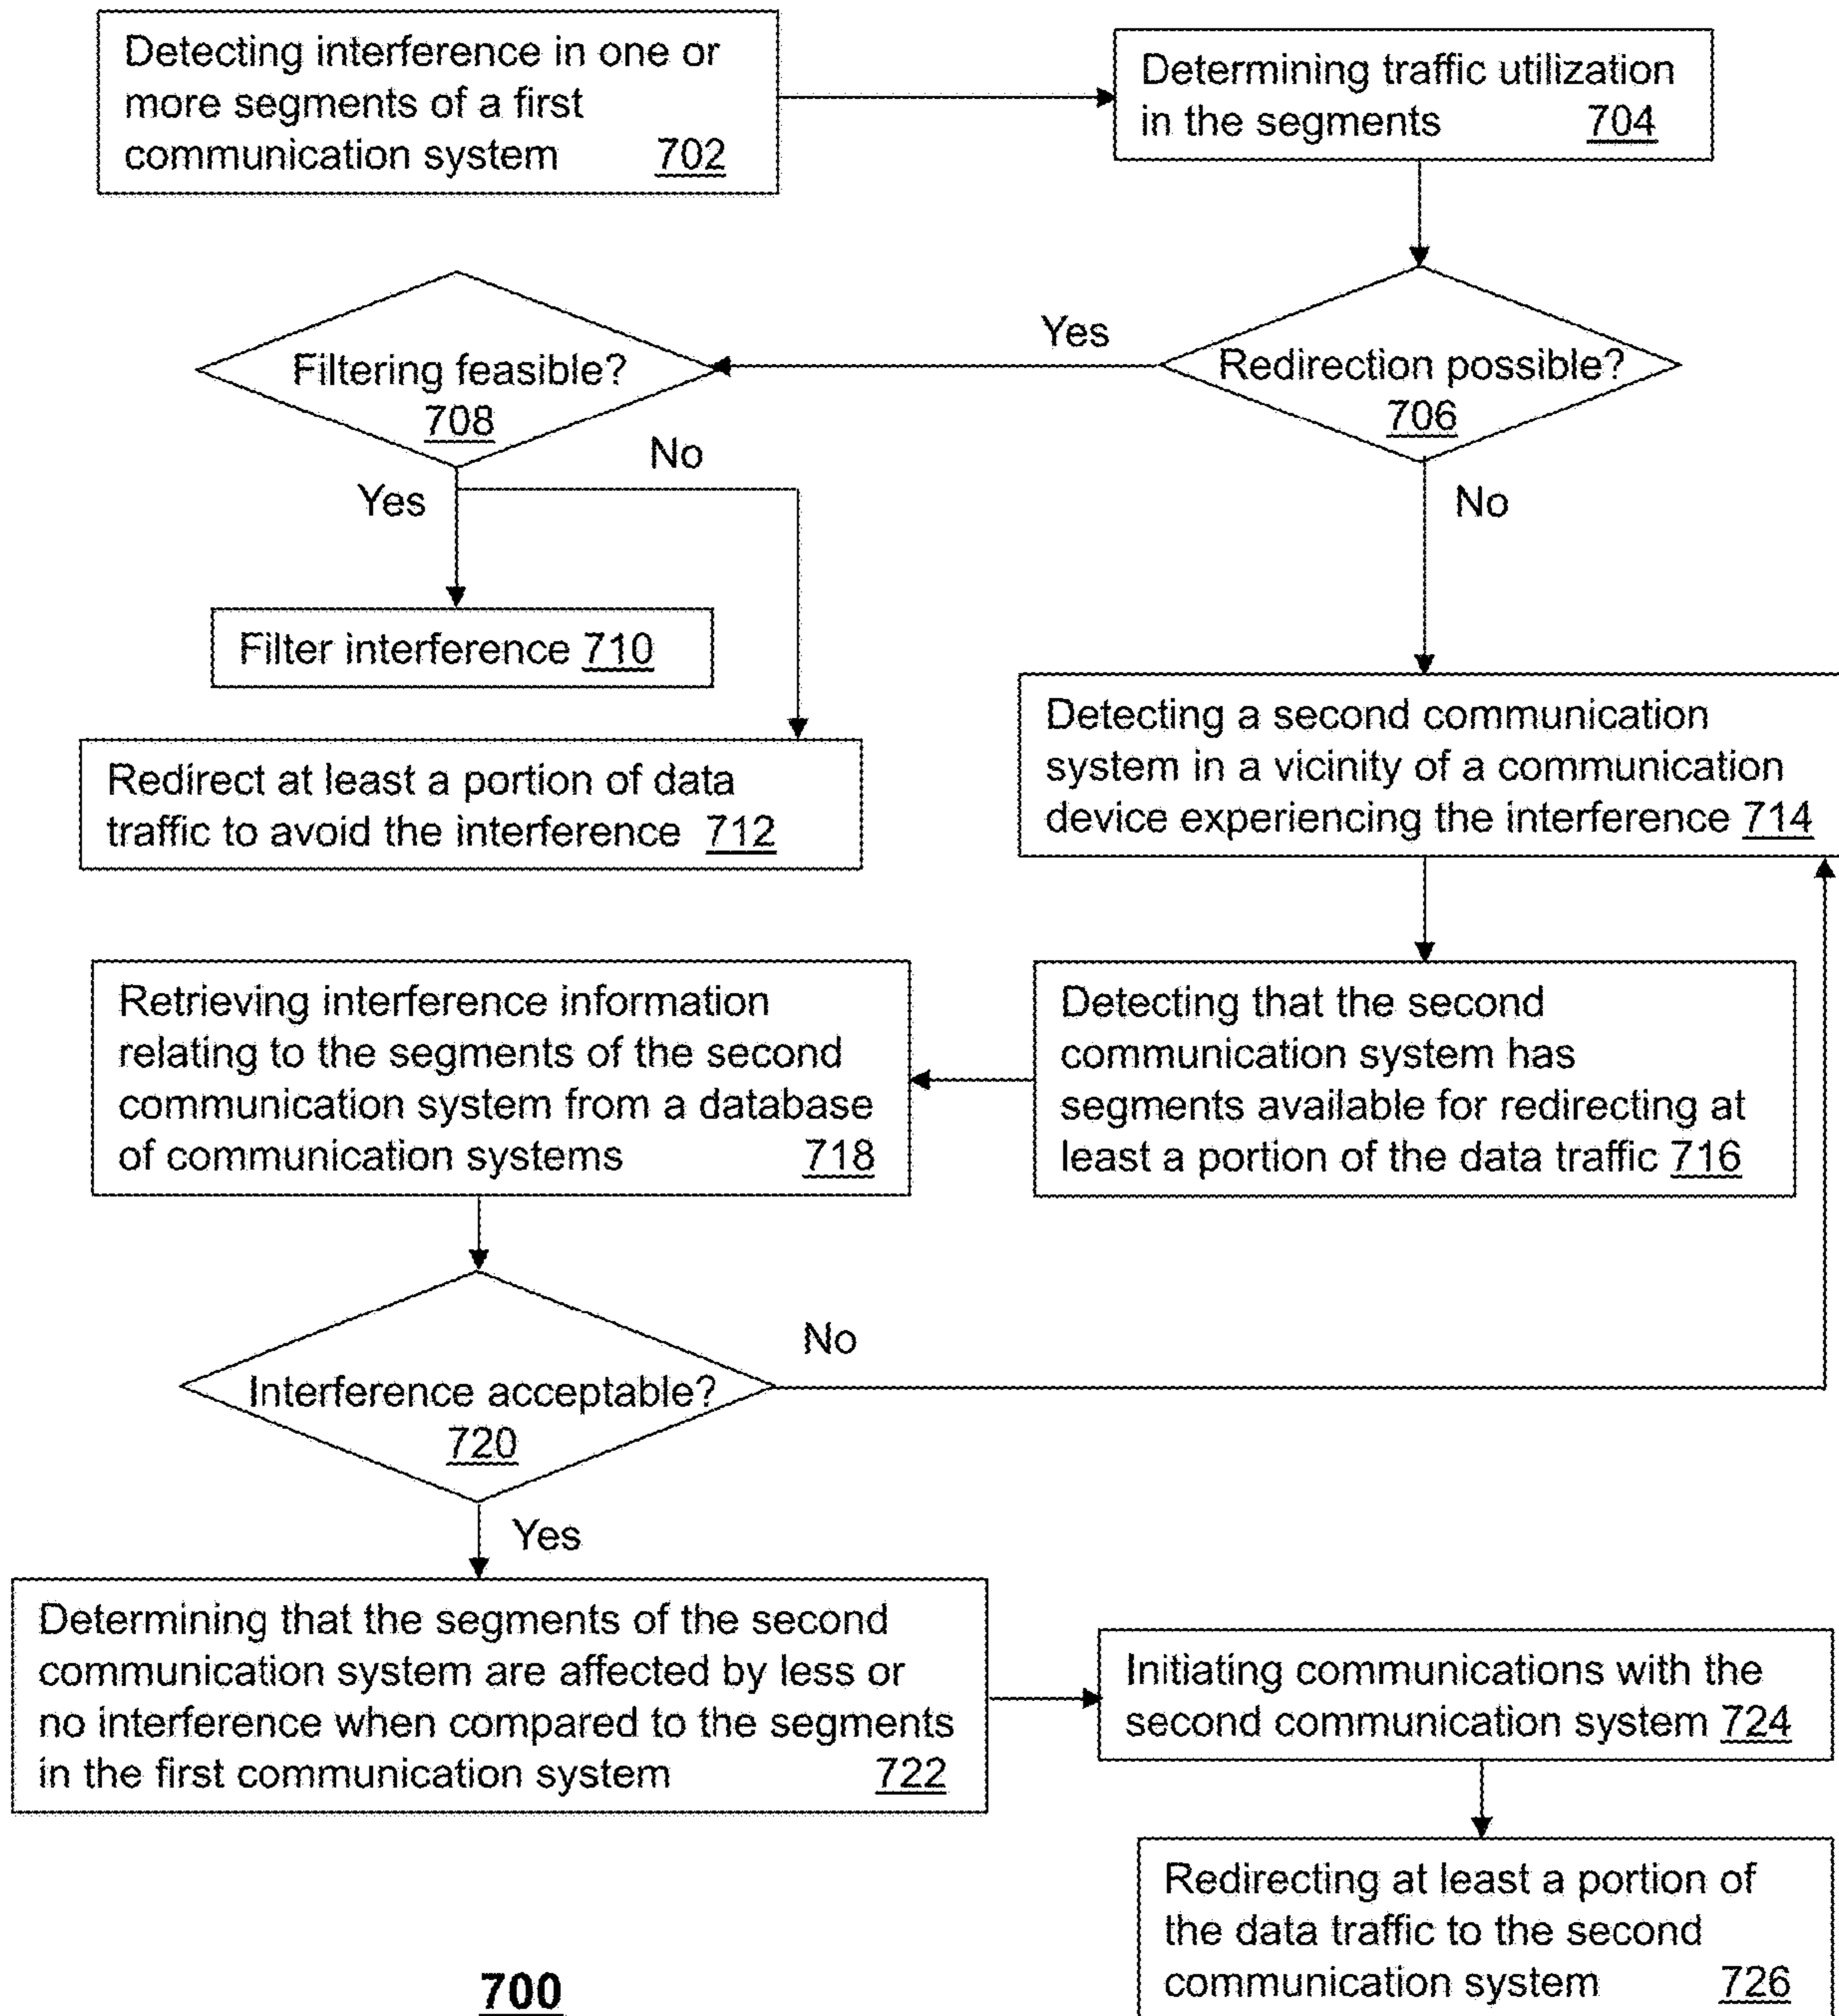 Detecting interference in one or
more segments of a first
communication system 702
Determining traffic utilization
in the segments 704
Redirection possible?
706
Yes
No
Filtering feasible?
708
No
Yes
Filter interference 710
Redirect at least a portion of data
traffic to avoid the interference 712
Detecting a second communication
system in a vicinity of a communication
device experiencing the interference 714
Detecting that the second
communication system has
segments available for redirecting at
least a portion of the data traffic 716
Retrieving interference information
relating to the segments of the second
communication system from a database
of communication systems 718
Interference acceptable?
720
No
Yes
Determining that the segments of the second
communication system are affected by less or
no interference when compared to the segments
in the first communication system 722
Initiating communications with the
second communication system 724
Redirecting at least a portion of
the data traffic to the second
communication system 726
700